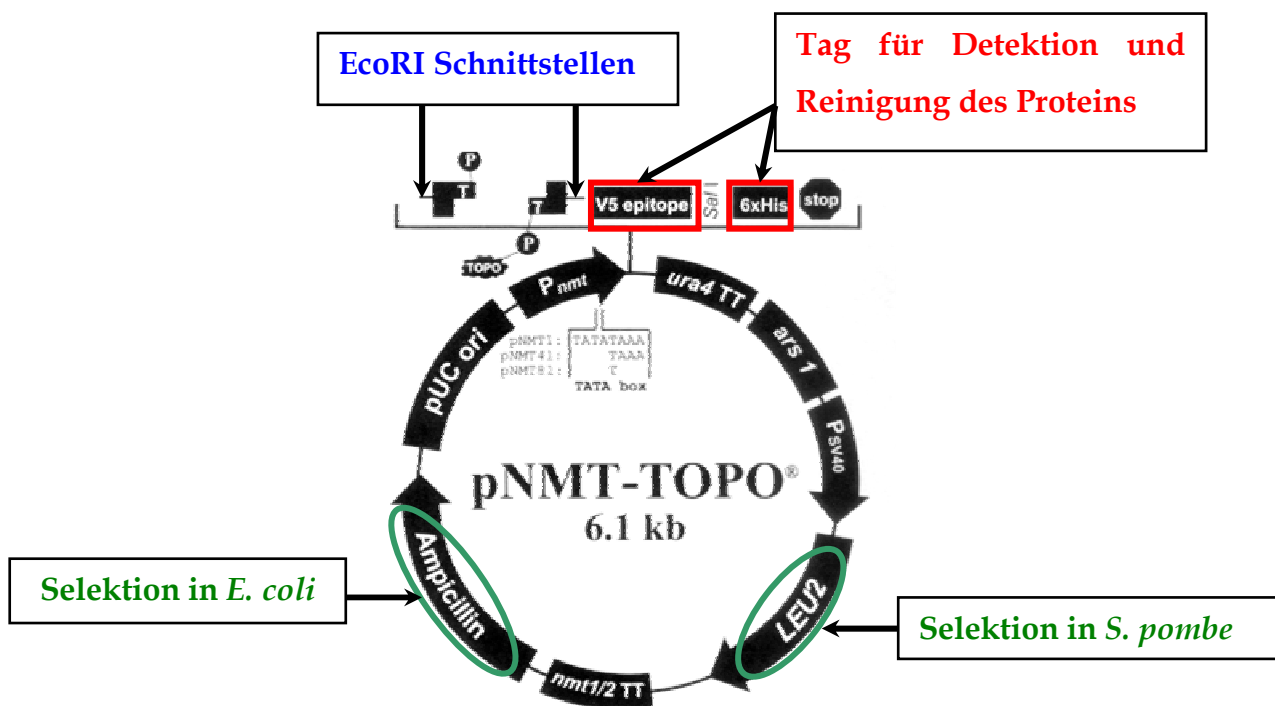 EcoRI Schnittstellen
Tag für Detektion und
Reinigung des Proteins
P
T
T
P
TOPO
V5 epitope
Sal I
6xHis
stop
Pnmt
ura4 TT
ars 1
PSV40
LEU2
nmt1/2 TT
Ampicillin
pUC ori
pNMT1: TATATAAA
pNMT41: TAAA
pNMT81: T
TATA box
pNMT-TOPO®
6.1 kb
Selektion in E. coli
Selektion in S. pombe